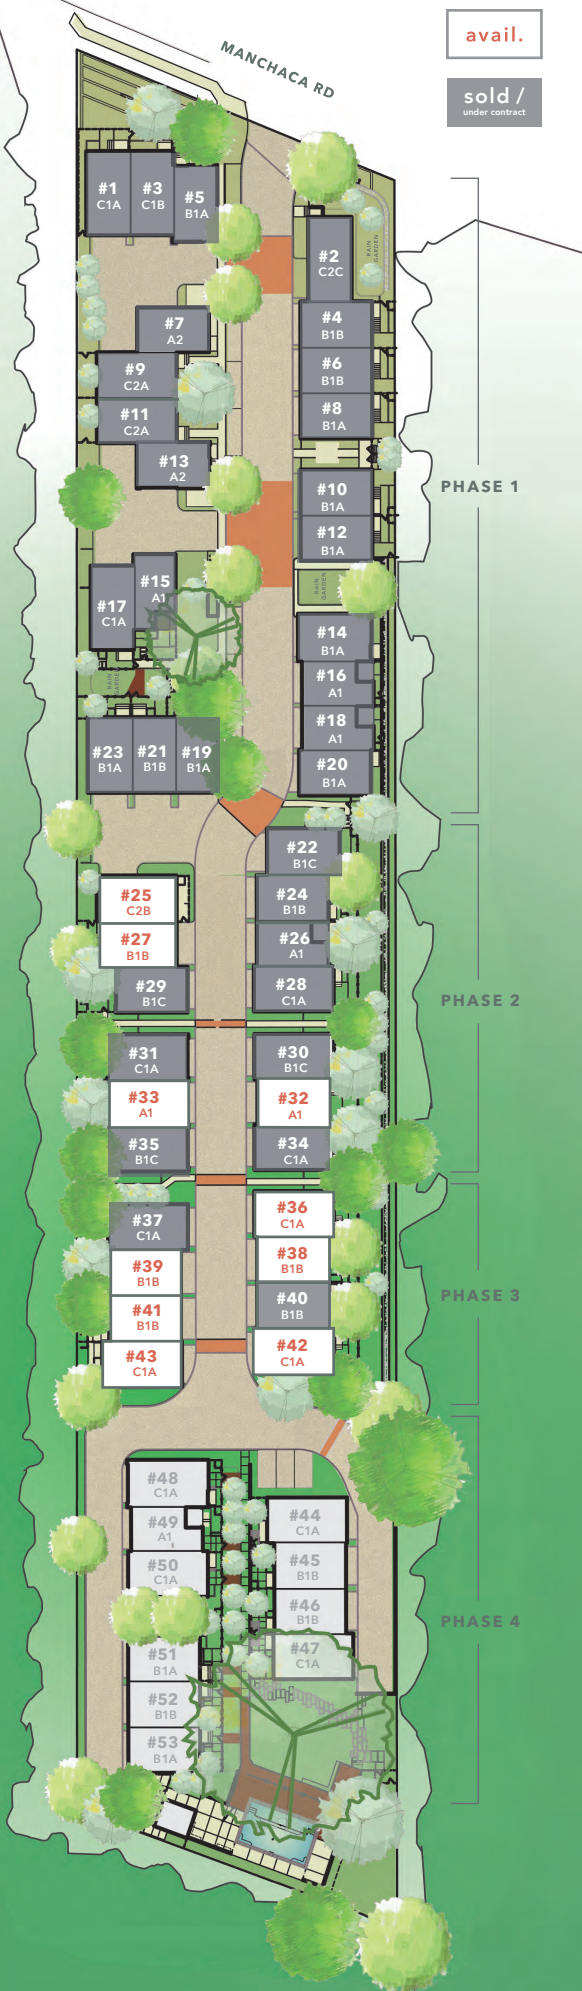 MANCHACA RD
avail.
sold /
under contract
#1
C1A
#3
C1B
#5
B1A
RAIN
GARDEN
#2
C2C
#4
B1B
#7
A2
#6
B1B
#9
C2A
#8
B1A
#11
C2A
#13
A2
PHASE 1
#10
B1A
#12
B1A
#15
A1
RAIN
GARDEN
#17
C1A
#14
B1A
#16
A1
RAIN
GARDEN
#18
A1
#23
B1A
#21
B1B
#19
B1A
#20
B1A
#22
B1C
#25
C2B
#24
B1B
#27
B1B
#26
A1
#29
B1C
#28
C1A
PHASE 2
#31
C1A
#30
B1C
#33
A1
#32
A1
#35
B1C
#34
C1A
#37
C1A
#36
C1A
#39
B1B
#38
B1B
PHASE 3
#41
B1B
#40
B1B
#43
C1A
#42
C1A
#48
C1A
#49
A1
#44
C1A
#50
C1A
#45
B1B
#46
B1B
PHASE 4
#51
B1A
#47
C1A
#52
B1B
#53
B1A